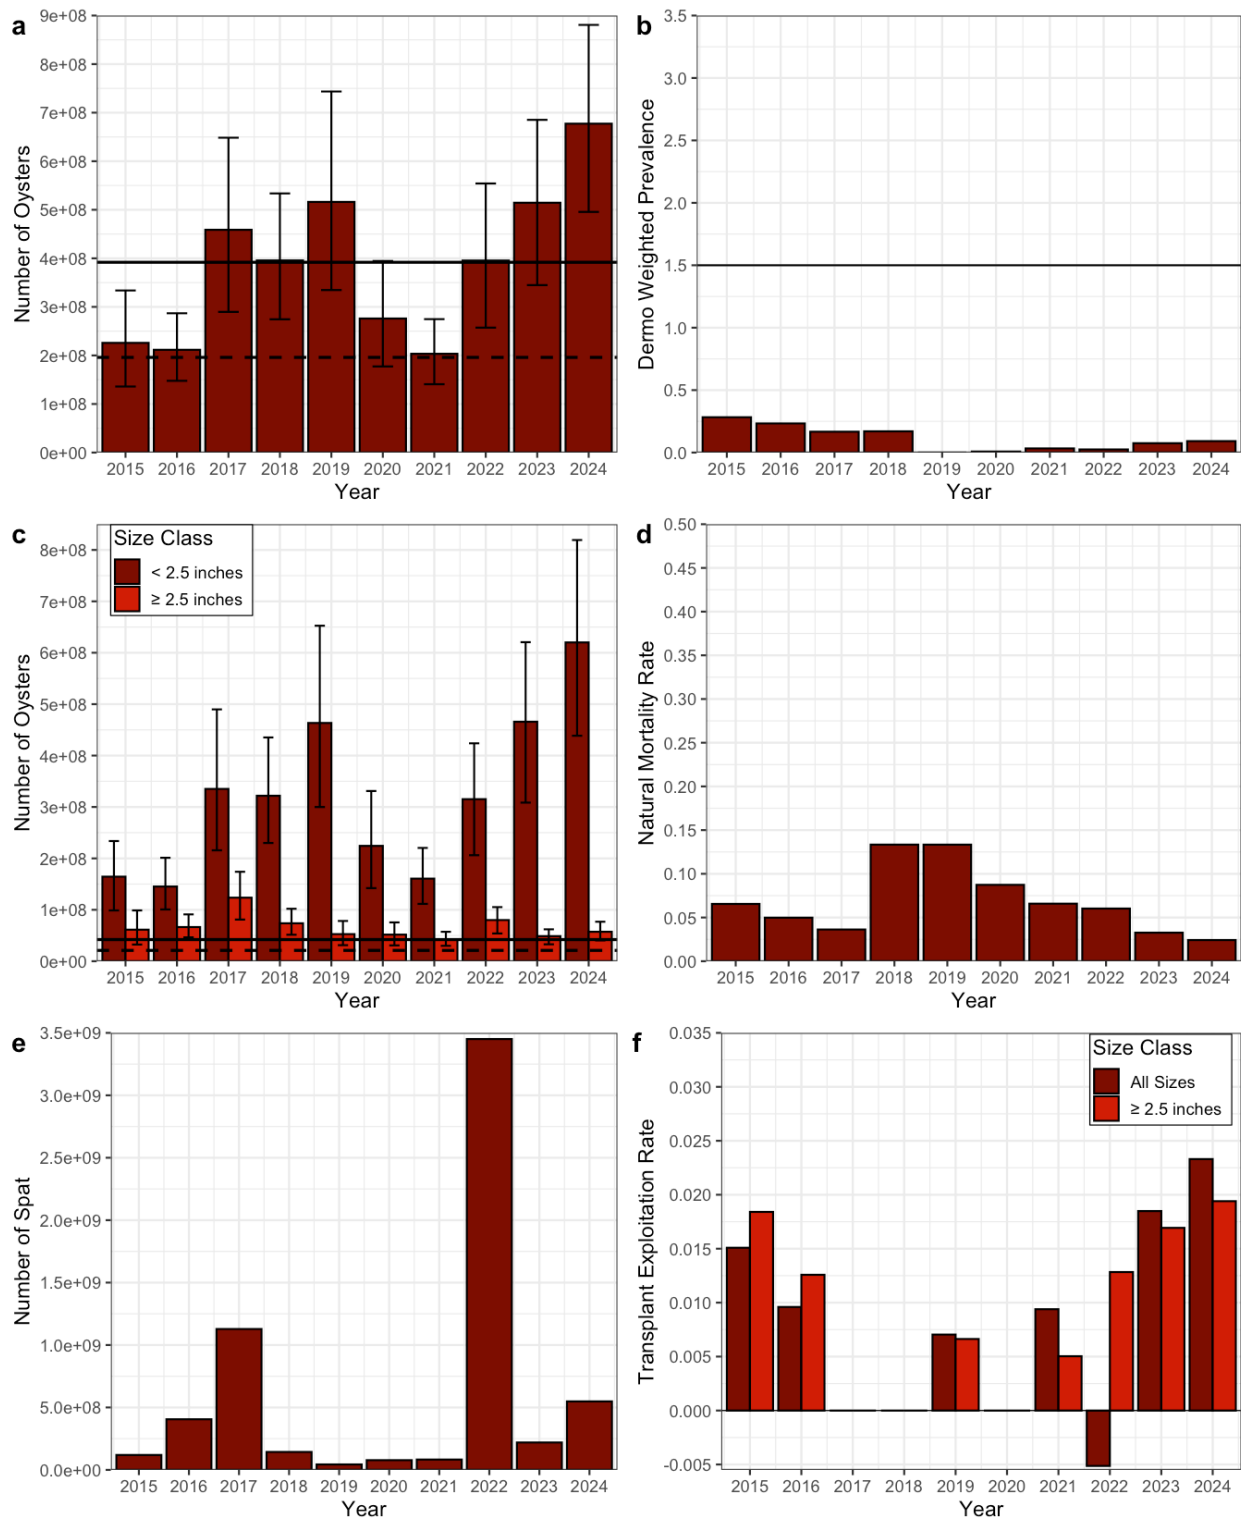 a
Number of Oysters
9e+08
8e+08
7e+08
6e+08
5e+08
4e+08
3e+08
2e+08
1e+08
0e+00
2015 2016 2017 2018 2019 2020 2021 2022 2023 2024
Year
b
Dermo Weighted Prevalence
3.5
3.0
2.5
2.0
1.5
1.0
0.5
0.0
2015 2016 2017 2018 2019 2020 2021 2022 2023 2024
Year
c
Size Class
< 2.5 inches
≥ 2.5 inches
Number of Oysters
8e+08
7e+08
6e+08
5e+08
4e+08
3e+08
2e+08
1e+08
0e+00
2015 2016 2017 2018 2019 2020 2021 2022 2023 2024
Year
d
Natural Mortality Rate
0.50
0.45
0.40
0.35
0.30
0.25
0.20
0.15
0.10
0.05
0.00
2015 2016 2017 2018 2019 2020 2021 2022 2023 2024
Year
e
Number of Spat
3.5e+09
3.0e+09
2.5e+09
2.0e+09
1.5e+09
1.0e+09
5.0e+08
0.0e+00
2015 2016 2017 2018 2019 2020 2021 2022 2023 2024
Year
f
Size Class
All Sizes
≥ 2.5 inches
Transplant Exploitation Rate
0.035
0.030
0.025
0.020
0.015
0.010
0.005
0.000
-0.005
2015 2016 2017 2018 2019 2020 2021 2022 2023 2024
Year